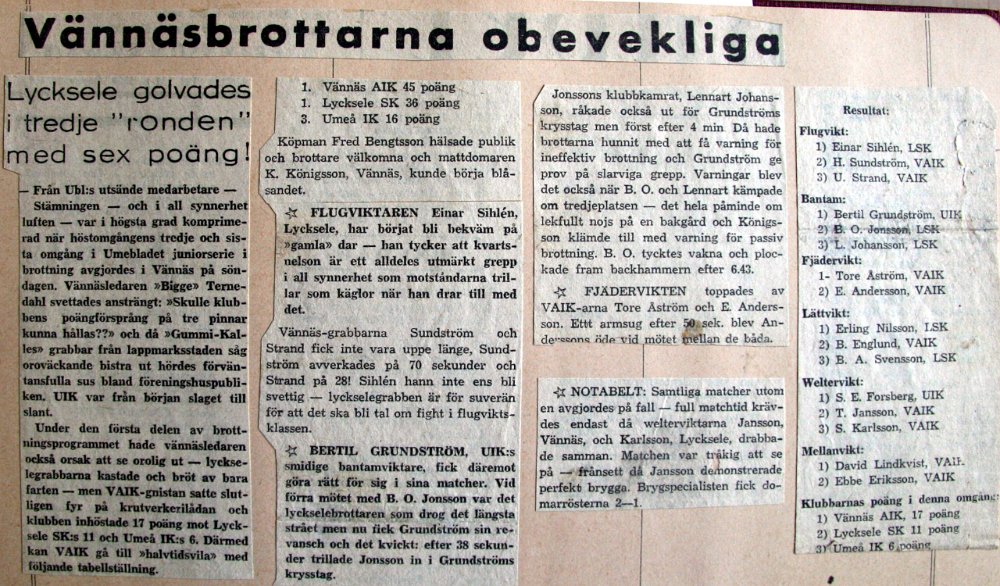 Vännäsbrottarna obevekliga
Lycksele golvades
i tredje "ronden"
med sex poäng!
— Från Ubl:s utsände medarbetare —
Stämningen — och i all synnerhet
luften — var i högsta grad komprime-
rad när höstomgångens tredje och sis-
ta omgång i Umebladet juniorserie i
brottning avgjordes i Vännäs på sön-
dagen. Vännäsledaren »Bigge» Terne-
dahl svettades ansträngt: »Skulle klub-
bens poängförsprång på tre pinnar
kunna hållas??» och då »Gummi-Kal-
les» grabbar från lappmarksstaden såg
oroväckande bistra ut hördes förvän-
tansfulla sus bland föreningshuspubli-
ken. UIK var från början slaget till
slant.
Under den första delen av brott-
ningsprogrammet hade vännäsledaren
också orsak att se orolig ut — lycksele-
legrabbarna kastade och bröt av bara
farten — men VAIK-gnistan satte slut-
ligen fyr på krutverkerilådan och
klubben inhöstade 17 poäng mot Lyck-
sele SK:s 11 och Umeå IK:s 6. Därmed
kan VAIK gå till »halvtidsvila» med
följande tabellställning.
1. Vännäs AIK 45 poäng
1. Lycksele SK 36 poäng
3. Umeå IK 16 poäng
Köpman Fred Bengtsson hälsade publik
och brottare välkomna och mattdomaren
K. Königsson, Vännäs, kunde börja blå-
sandet.
☆ FLUGVIKTAREN Einar Sihlén,
Lycksele, har börjat bli bekväm på
»gamla» dar — han tycker att kvarts-
nelson är ett alldeles utmärkt grepp
i all synnerhet som motståndarna tril-
lar som käglor när han drar till med
det.
Vännäs-grabbarna Sundström och
Strand fick inte vara uppe länge, Sund-
ström avverkades på 70 sekunder och
Strand på 28! Sihlén hann inte ens bli
svettig — lyckselegrabben är för suverän
för att det ska bli tal om fight i flugvikts-
klassen.
☆ BERTIL GRUNDSTRÖM, UIK:s
smidige bantamviktare, fick däremot
göra rätt för sig i sina matcher. Vid
förra mötet med B. O. Jonsson var det
lyckselebrottaren som drog det längsta
strået men nu fick Grundström sin re-
vansch och det kvickt: efter 38 sekun-
der trillade Jonsson in i Grundströms
krysstag.
Jonssons klubbkamrat, Lennart Johans-
son, råkade också ut för Grundströms
krysstag men först efter 4 min. Då hade
brottarna hunnit med att få varning för
ineffektiv brottning och Grundström ge
prov på slarviga grepp. Varningar blev
det också när B. O. och Lennart kämpade
om tredjeplatsen — det hela påminde om
lekfullt nojs på en bakgård och Königs-
son klämde till med varning för passiv
brottning. B. O. tycktes vakna och ploc-
kade fram backhammern efter 6.43.
☆ FJÄDERVIKTEN toppades av
VAIK-arna Tore Åström och E. Anders-
son. Ettt armsug efter 50 sek. blev An-
derssons öde vid mötet mellan de båda.
☆ NOTABELT: Samtliga matcher utom
en avgjordes på fall — full matchtid kräv-
des endast då welterviktarna Jansson,
Vännäs, och Karlsson, Lycksele, drabba-
de samman. Matchen var tråkig att se
på — frånsett då Jansson demonstrerade
perfekt brygga. Brygspecialisten fick do-
marrösterna 2—1.
Resultat:
Flugvikt:
1) Einar Sihlén, LSK
2) H. Sundström, VAIK
3) U. Strand, VAIK
Bantam:
1) Bertil Grundström, UIK
2) B. O. Jonsson, LSK
3) L. Johansson, LSK
Fjädervikt:
1- Tore Åström, VAIK
2) E. Andersson, VAIK
Lättvikt:
1) Erling Nilsson, LSK
2) B. Englund, VAIK
3) B. A. Svensson, LSK
Weltervikt:
1) S. E. Forsberg, UIK
2) T. Jansson, VAIK
3) S. Karlsson, VAIK
Mellanvikt:
1) David Lindkvist, VAIK
2) Ebbe Eriksson, VAIK
Klubbarnas poäng i denna omgång:
1) Vännäs AIK, 17 poäng
2) Lycksele SK 11 poäng
3) Umeå IK 6 poäng